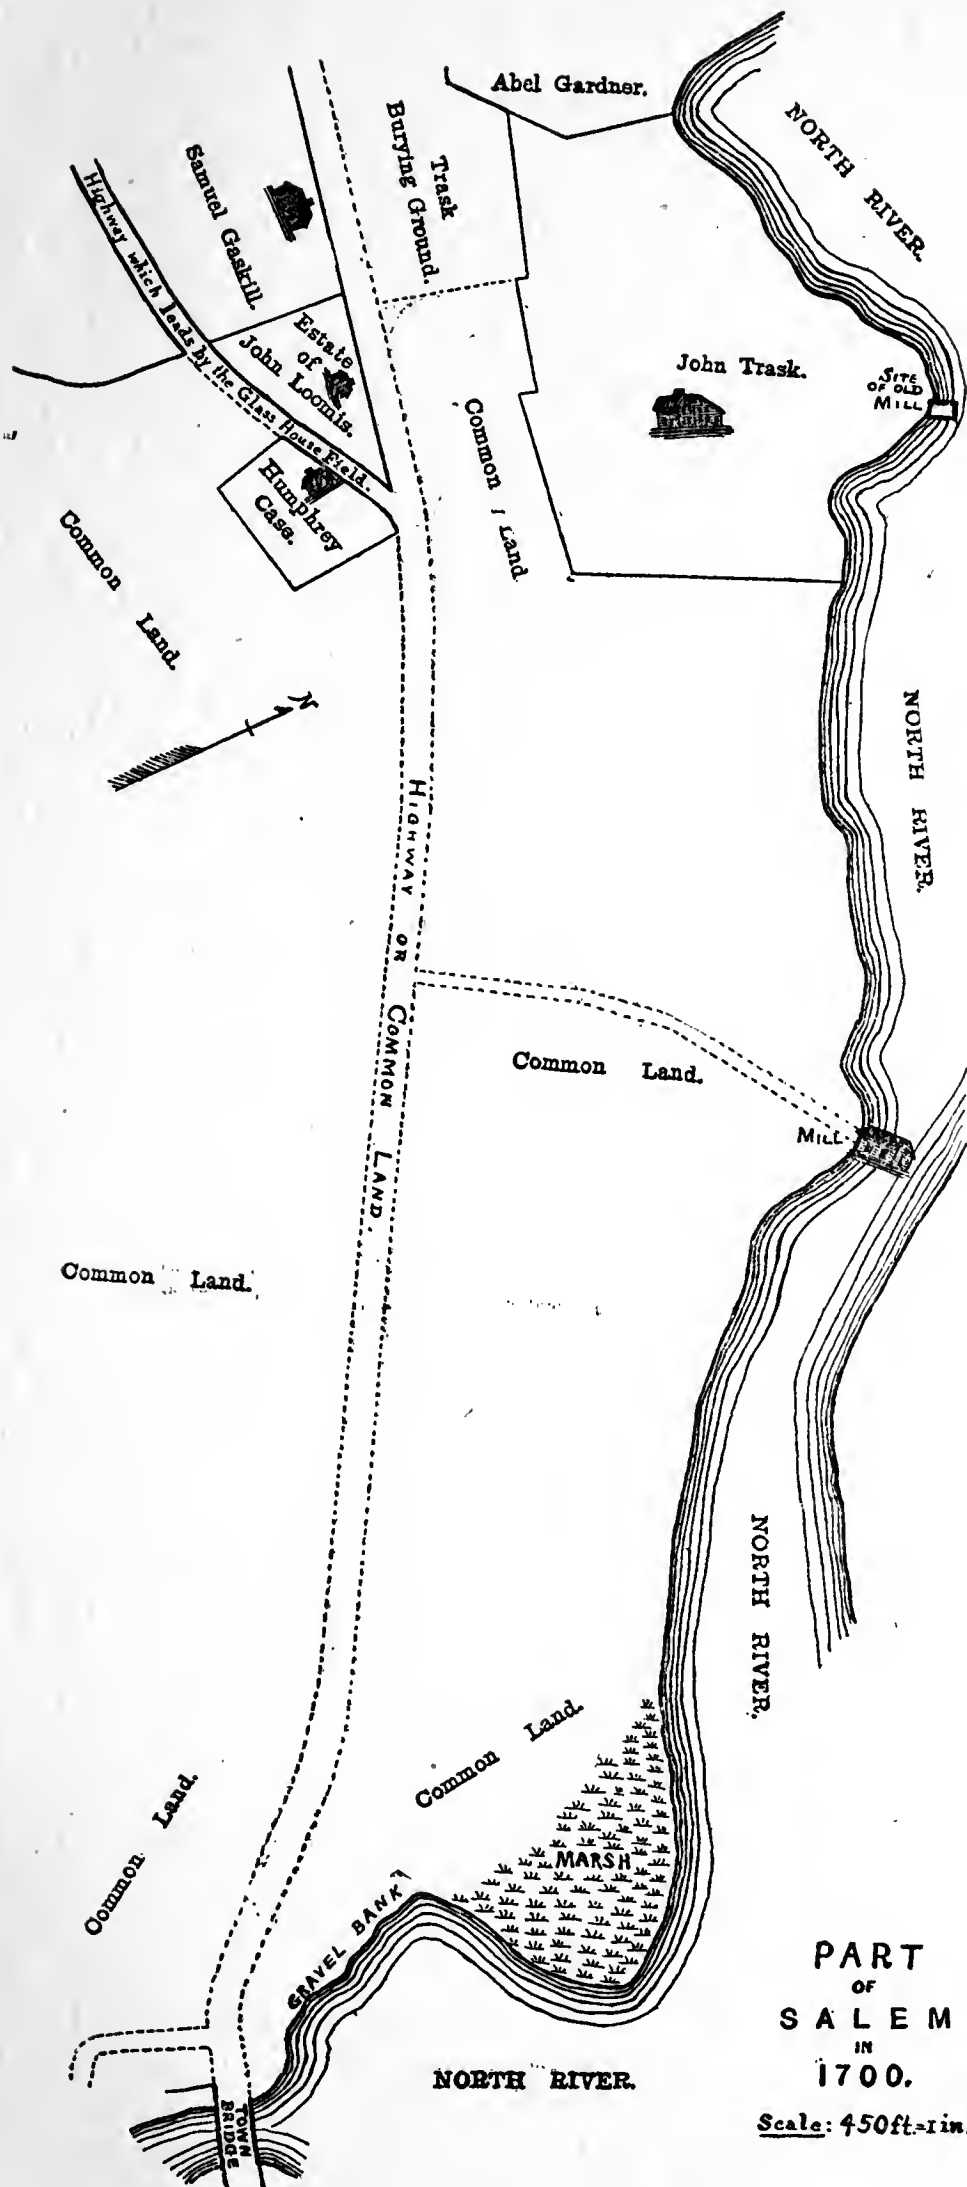 Abel Gardner.
NORTH RIVER.
Trask
Burying Ground.
Samuel Gaskill.
Highway which leads by the Glass House Field.
Estate
of
John Loomis.
John Trask.
SITE
OF OLD
MILL
Common Land
Humphrey
Case.
Common Land.
N
NORTH RIVER.
HIGHWAY OR COMMON LAND.
Common Land.
MILL
Common Land.
NORTH RIVER.
Common Land.
Common Land.
MARSH
GRAVEL BANK
NORTH RIVER.
TOWN
BRIDGE
PART
OF
SALEM
IN
1700.
Scale: 450ft.=1in.